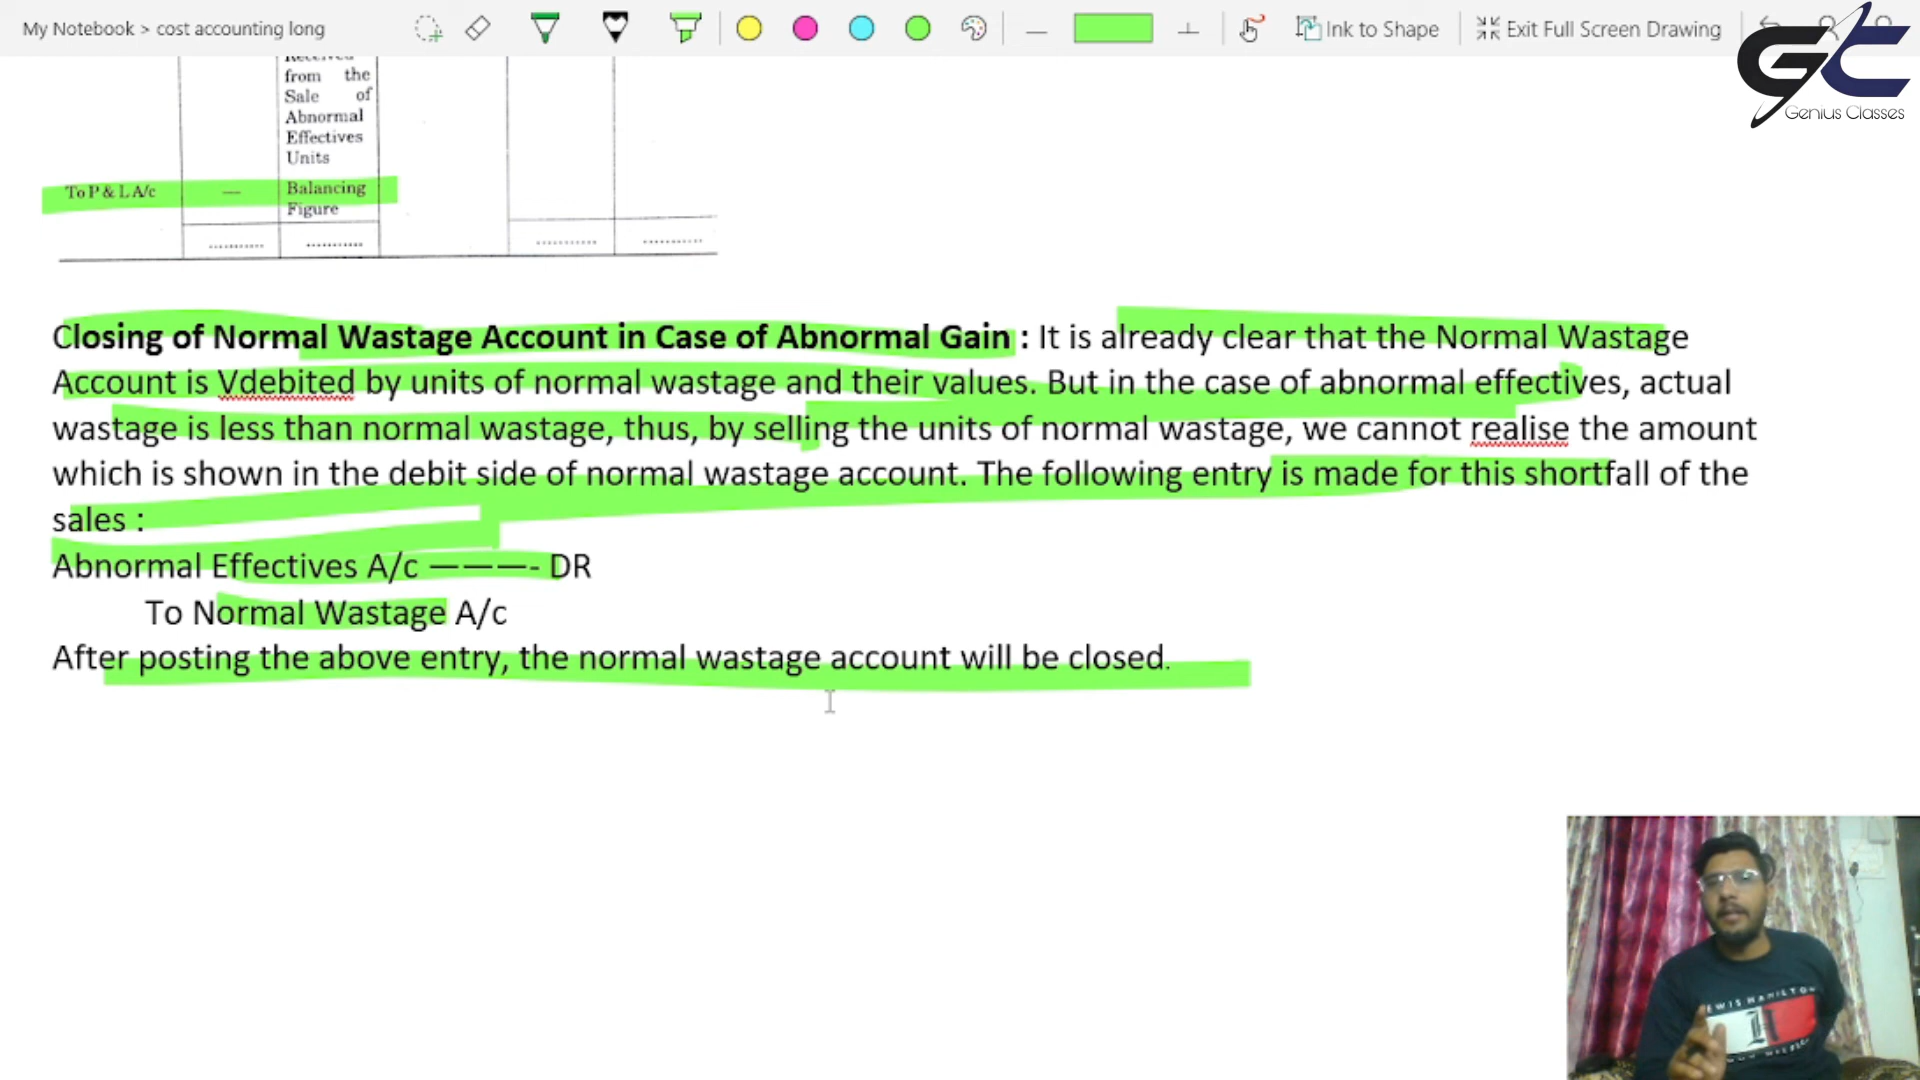 My Notebook > cost accounting long
Ink to Shape
Exit Full Screen Drawing
GC
Genius Classes
Received
from the
Sale of
Abnormal
Effectives
Units
To P & L A/c — Balancing
Figure
........... ........... ........... ...........
Closing of Normal Wastage Account in Case of Abnormal Gain : It is already clear that the Normal Wastage
Account is Vdebited by units of normal wastage and their values. But in the case of abnormal effectives, actual
wastage is less than normal wastage, thus, by selling the units of normal wastage, we cannot realise the amount
which is shown in the debit side of normal wastage account. The following entry is made for this shortfall of the
sales :
Abnormal Effectives A/c ———- DR
To Normal Wastage A/c
After posting the above entry, the normal wastage account will be closed.